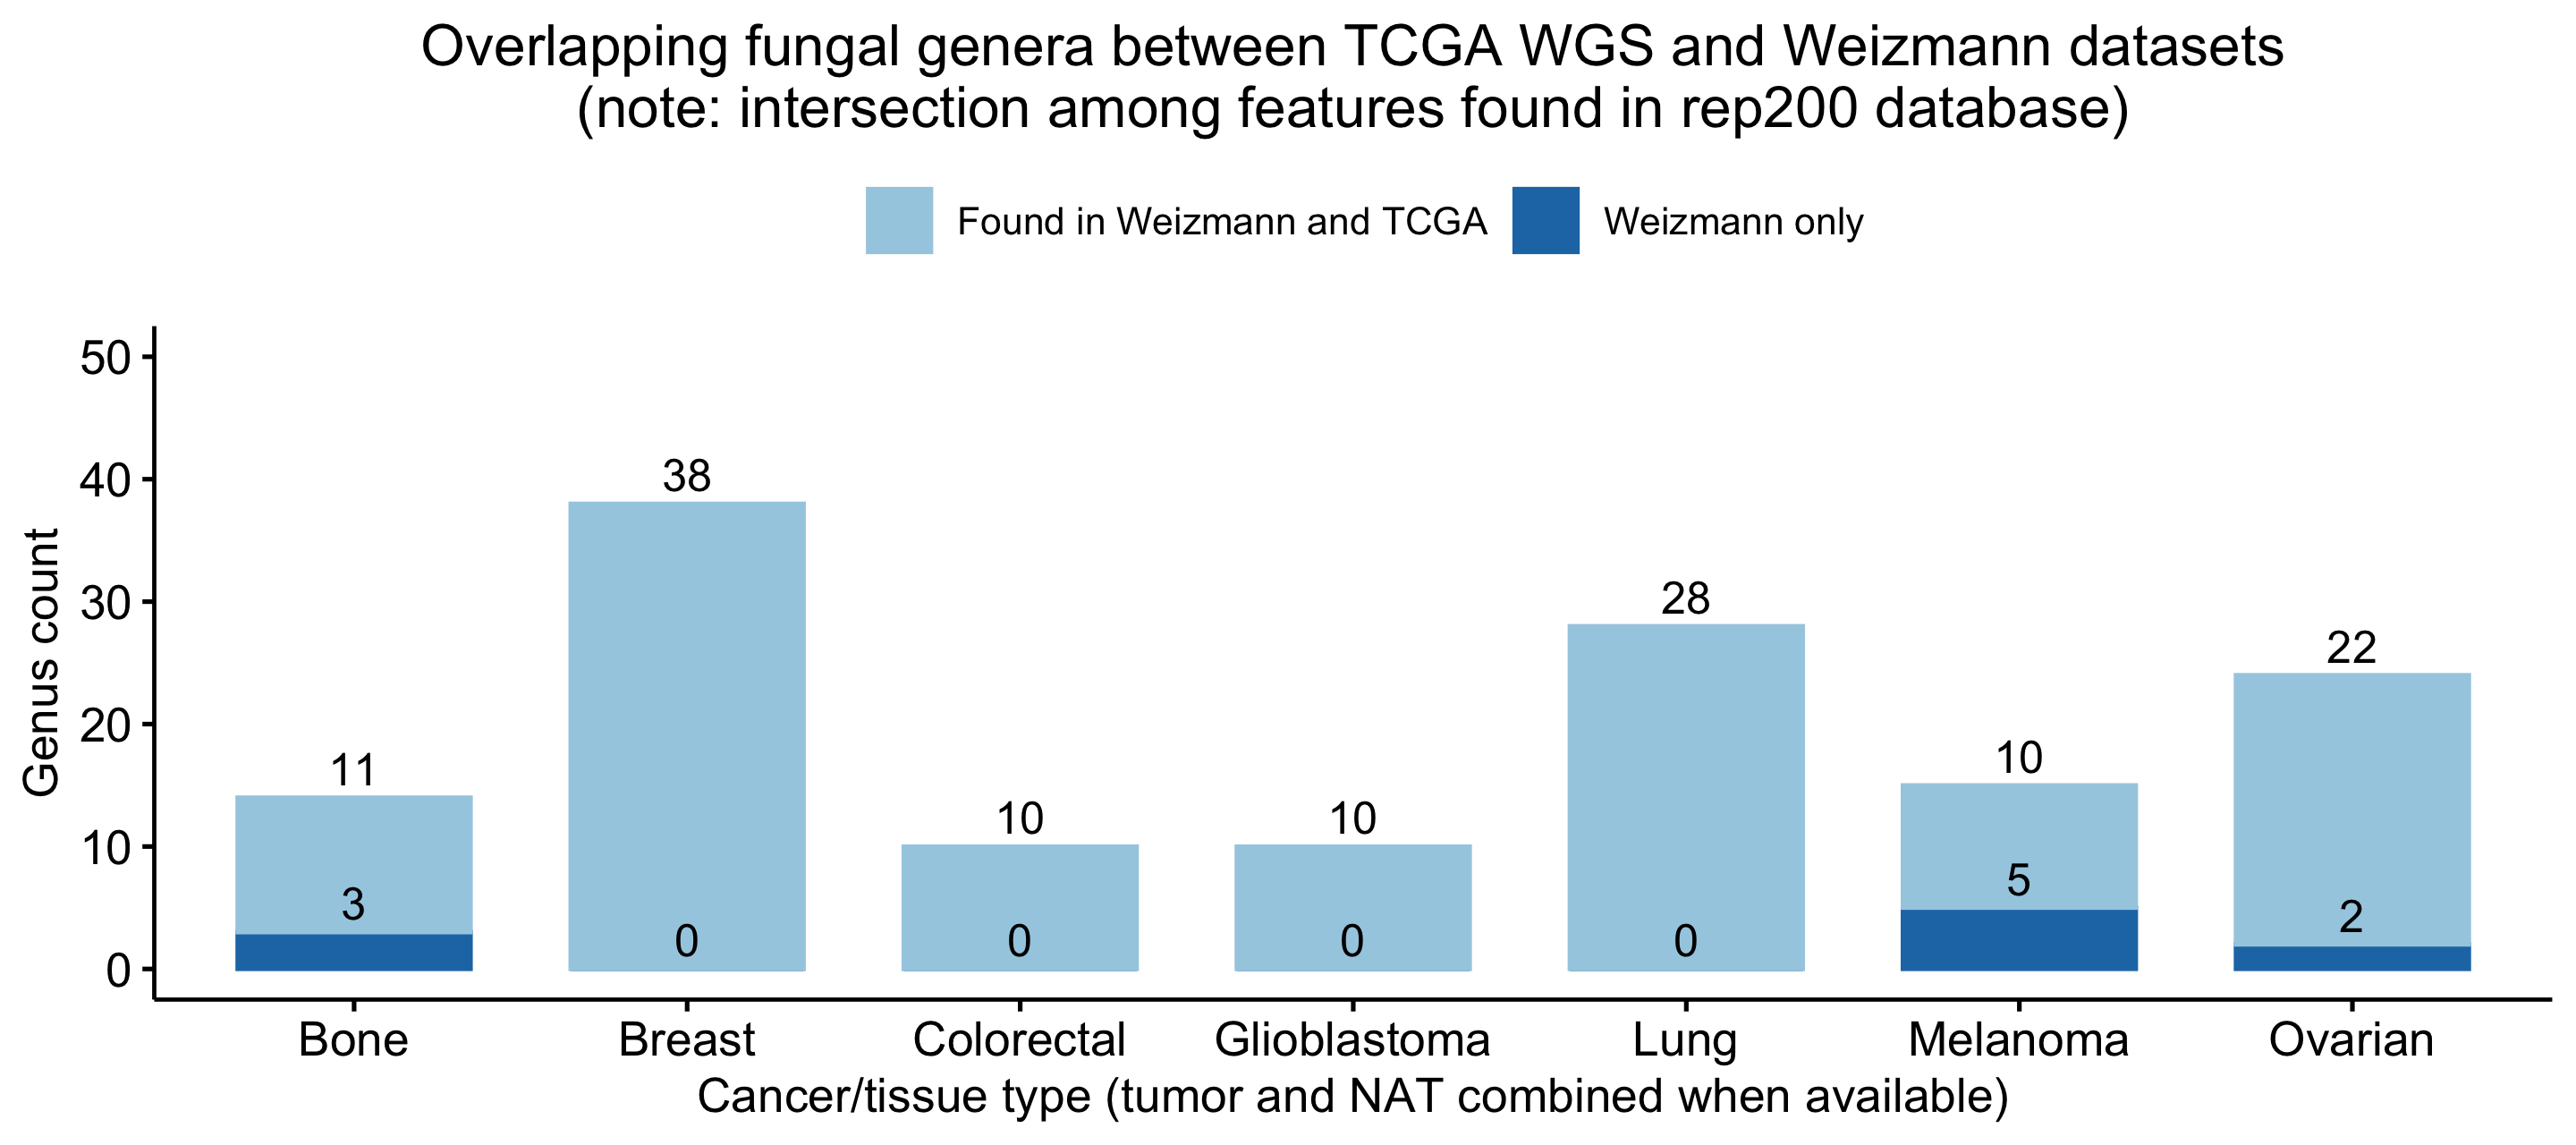 Overlapping fungal genera between TCGA WGS and Weizmann datasets
(note: intersection among features found in rep200 database)
Found in Weizmann and TCGA
Weizmann only
Genus count
50
40
30
20
10
0
11
3
38
0
10
0
10
0
28
0
10
5
22
2
Bone
Breast
Colorectal
Glioblastoma
Lung
Melanoma
Ovarian
Cancer/tissue type (tumor and NAT combined when available)